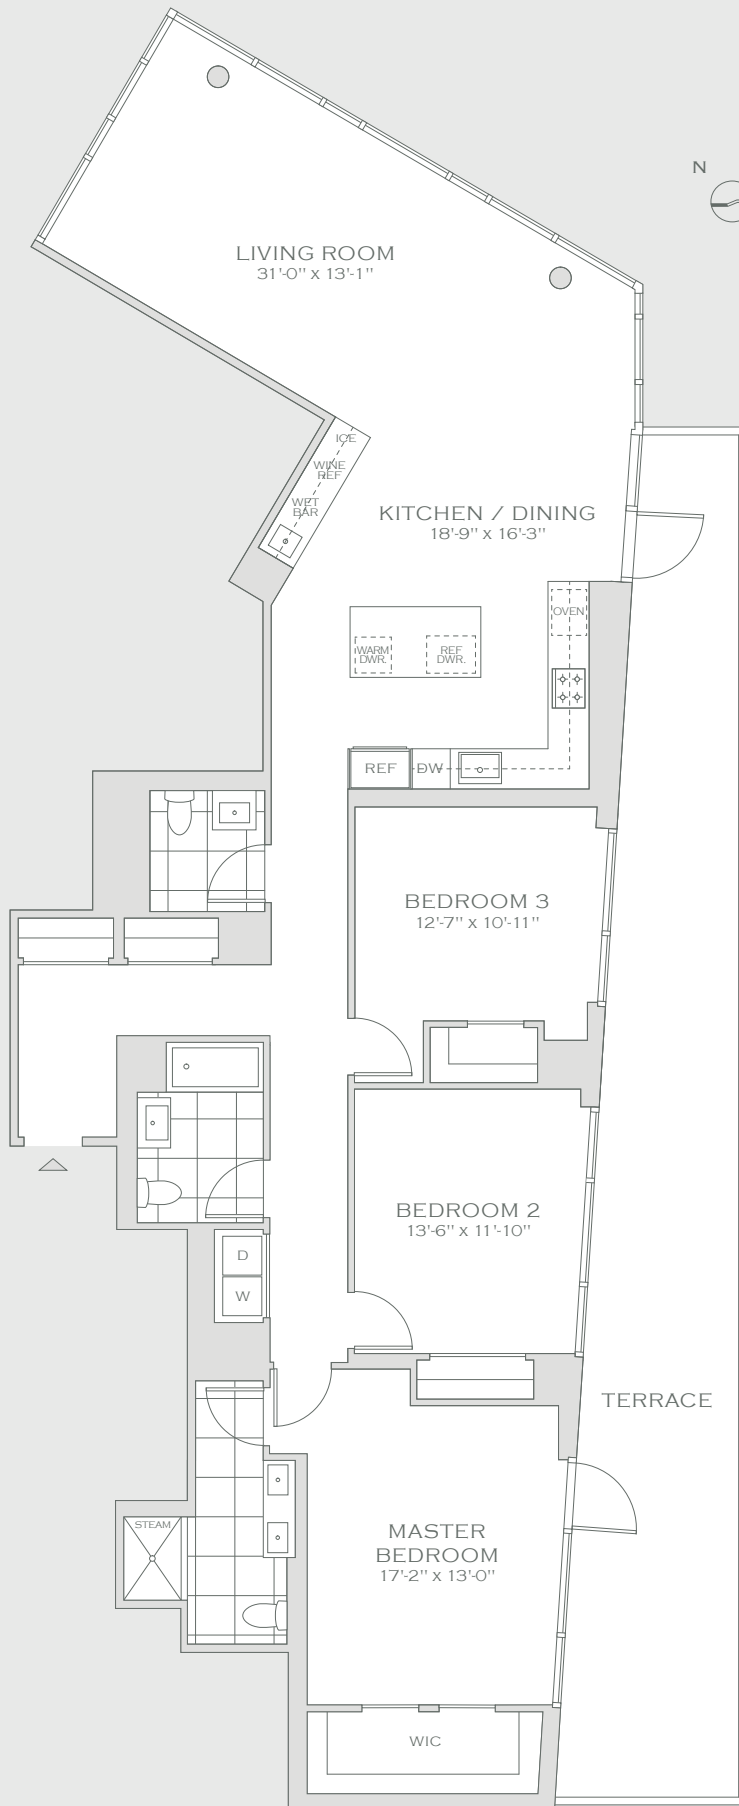 N
LIVING ROOM
31'-0" x 13'-1"
ICE
WINE
REF
WET
BAR
KITCHEN / DINING
18'-9" x 16'-3"
OVEN
WARM
DWR.
REF
DWR.
REF
DW
BEDROOM 3
12'-7" x 10'-11"
BEDROOM 2
13'-6" x 11'-10"
D
W
TERRACE
STEAM
MASTER
BEDROOM
17'-2" x 13'-0"
WIC